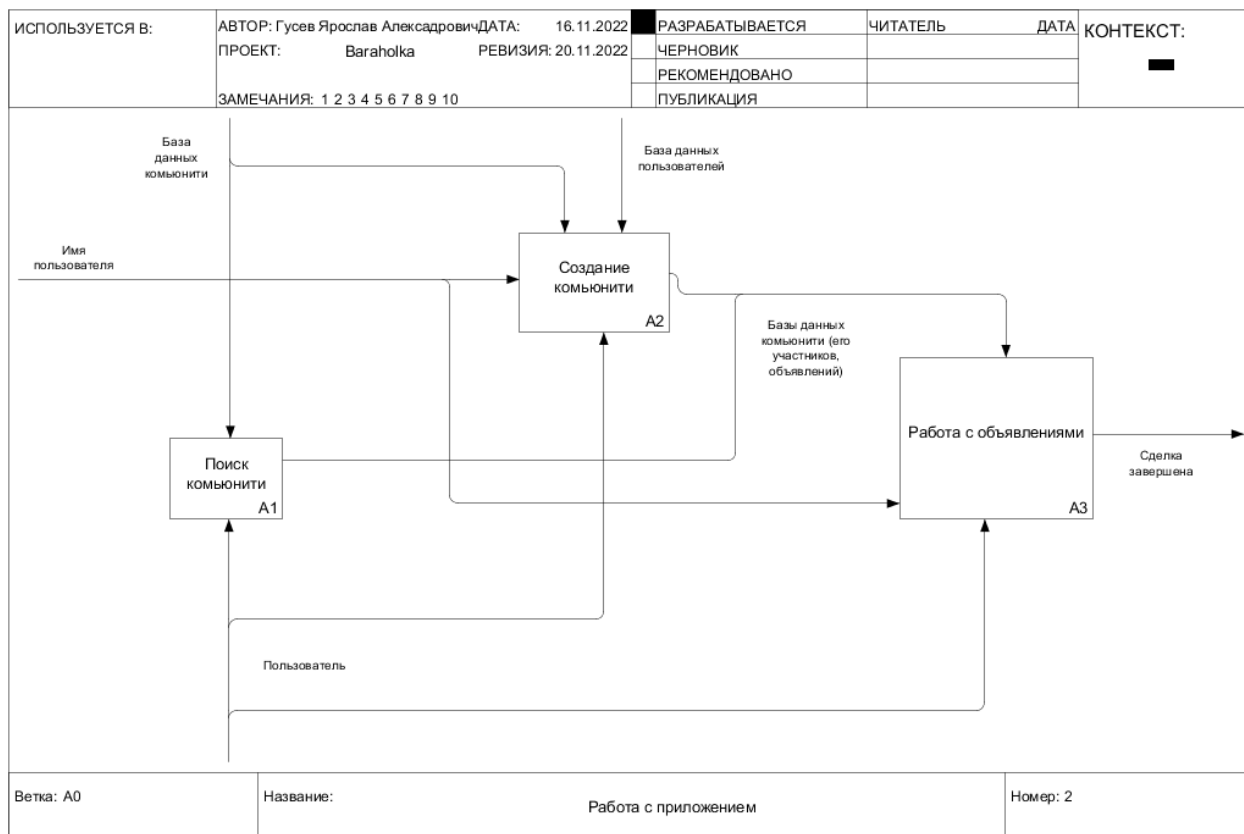 ИСПОЛЬЗУЕТСЯ В:
АВТОР: Гусев Ярослав Алексадрович
ДАТА: 16.11.2022
ПРОЕКТ: Baraholka
РЕВИЗИЯ: 20.11.2022
ЗАМЕЧАНИЯ: 1 2 3 4 5 6 7 8 9 10
РАЗРАБАТЫВАЕТСЯ
ЧЕРНОВИК
РЕКОМЕНДОВАНО
ПУБЛИКАЦИЯ
ЧИТАТЕЛЬ
ДАТА
КОНТЕКСТ:
База
данных
комьюнити
База данных
пользователей
Имя
пользователя
Создание
комьюнити
A2
Базы данных
комьюнити (его
участников,
объявлений)
Работа с объявлениями
A3
Сделка
завершена
Поиск
комьюнити
A1
Пользователь
Ветка: A0
Название:
Работа с приложением
Номер: 2